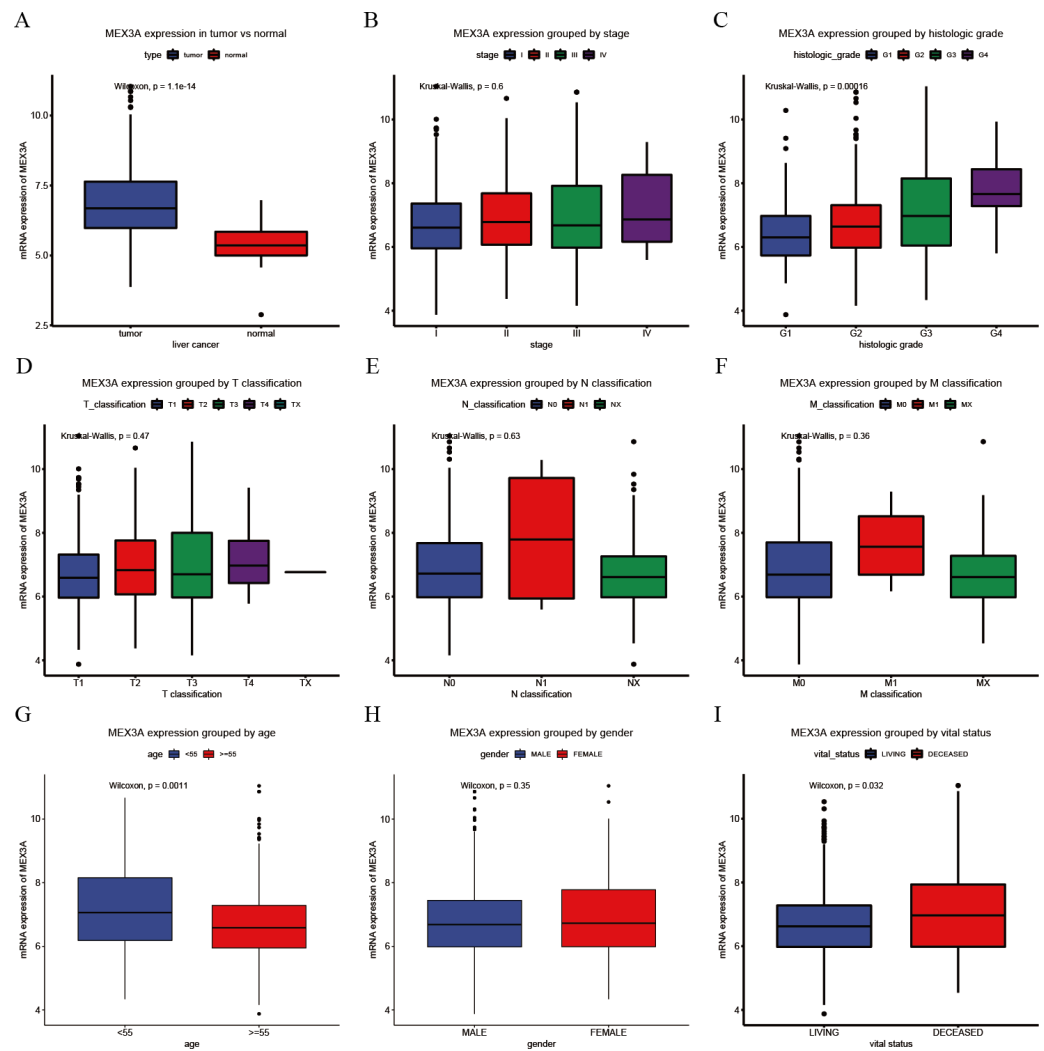 A
MEX3A expression in tumor vs normal
type tumor normal
Wilcoxon, p = 1.1e-14
mRNA expression of MEX3A
10.0
7.5
5.0
2.5
tumor normal
liver cancer
B
MEX3A expression grouped by stage
stage I II III IV
Kruskal-Wallis, p = 0.6
mRNA expression of MEX3A
10
8
6
4
I II III IV
stage
C
MEX3A expression grouped by histologic grade
histologic_grade G1 G2 G3 G4
Kruskal-Wallis, p = 0.00016
mRNA expression of MEX3A
10
8
6
4
G1 G2 G3 G4
histologic grade
D
MEX3A expression grouped by T classification
T_classification T1 T2 T3 T4 TX
Kruskal-Wallis, p = 0.47
mRNA expression of MEX3A
10
8
6
4
T1 T2 T3 T4 TX
T classification
E
MEX3A expression grouped by N classification
N_classification N0 N1 NX
Kruskal-Wallis, p = 0.63
mRNA expression of MEX3A
10
8
6
4
N0 N1 NX
N classification
F
MEX3A expression grouped by M classification
M_classification M0 M1 MX
Kruskal-Wallis, p = 0.36
mRNA expression of MEX3A
10
8
6
4
M0 M1 MX
M classification
G
MEX3A expression grouped by age
age <55 >=55
Wilcoxon, p = 0.0011
mRNA expression of MEX3A
10
8
6
4
<55 >=55
age
H
MEX3A expression grouped by gender
gender MALE FEMALE
Wilcoxon, p = 0.35
mRNA expression of MEX3A
10
8
6
4
MALE FEMALE
gender
I
MEX3A expression grouped by vital status
vital_status LIVING DECEASED
Wilcoxon, p = 0.032
mRNA expression of MEX3A
10
8
6
4
LIVING DECEASED
vital status